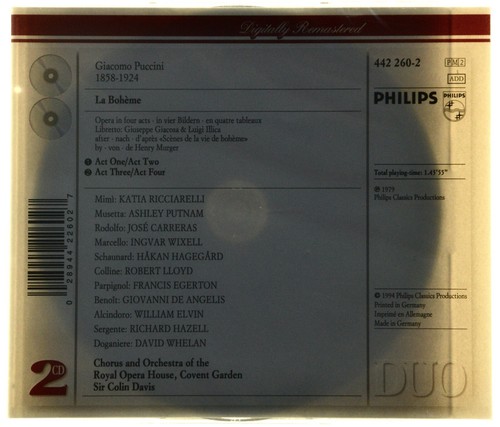 Digitally Remastered
Giacomo Puccini
1858-1924
La Bohème
Opera in four acts · in vier Bildern · en quatre tableaux
Libretto: Giuseppe Giacosa & Luigi Illica
after · nach · d'après «Scènes de la vie de bohème»
by · von · de Henry Murger
1 Act One/Act Two
2 Act Three/Act Four
Mimì: KATIA RICCIARELLI
Musetta: ASHLEY PUTNAM
Rodolfo: JOSÉ CARRERAS
Marcello: INGVAR WIXELL
Schaunard: HÅKAN HAGEGÅRD
Colline: ROBERT LLOYD
Parpignol: FRANCIS EGERTON
Benoît: GIOVANNI DE ANGELIS
Alcindoro: WILLIAM ELVIN
Sergente: RICHARD HAZELL
Doganiere: DAVID WHELAN
Chorus and Orchestra of the
Royal Opera House, Covent Garden
Sir Colin Davis
0 28944 22602 7
2 CD
442 260-2
PM 2
ADD
PHILIPS
PHILIPS
Total playing time: 1.45'35"
℗ 1979
Philips Classics Productions
© 1994 Philips Classics Productions
Printed in Germany
Imprimé en Allemagne
Made in Germany
DUO